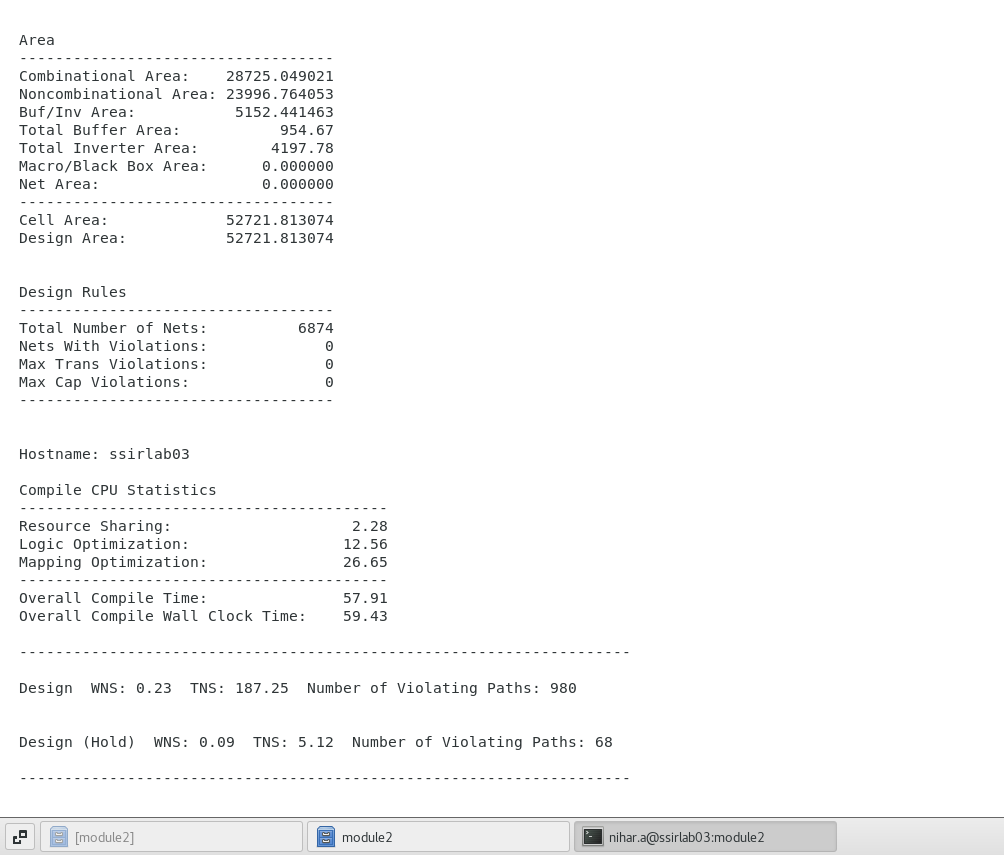 Area
-----------------------------------
Combinational Area:    28725.049021
Noncombinational Area: 23996.764053
Buf/Inv Area:           5152.441463
Total Buffer Area:           954.67
Total Inverter Area:        4197.78
Macro/Black Box Area:      0.000000
Net Area:                  0.000000
-----------------------------------
Cell Area:             52721.813074
Design Area:           52721.813074
Design Rules
-----------------------------------
Total Number of Nets:          6874
Nets With Violations:             0
Max Trans Violations:             0
Max Cap Violations:               0
-----------------------------------
Hostname: ssirlab03
Compile CPU Statistics
-----------------------------------------
Resource Sharing:                    2.28
Logic Optimization:                 12.56
Mapping Optimization:               26.65
-----------------------------------------
Overall Compile Time:               57.91
Overall Compile Wall Clock Time:    59.43
--------------------------------------------------------------------
Design  WNS: 0.23  TNS: 187.25  Number of Violating Paths: 980
Design (Hold)  WNS: 0.09  TNS: 5.12  Number of Violating Paths: 68
--------------------------------------------------------------------
[module2]
module2
nihar.a@ssirlab03:module2